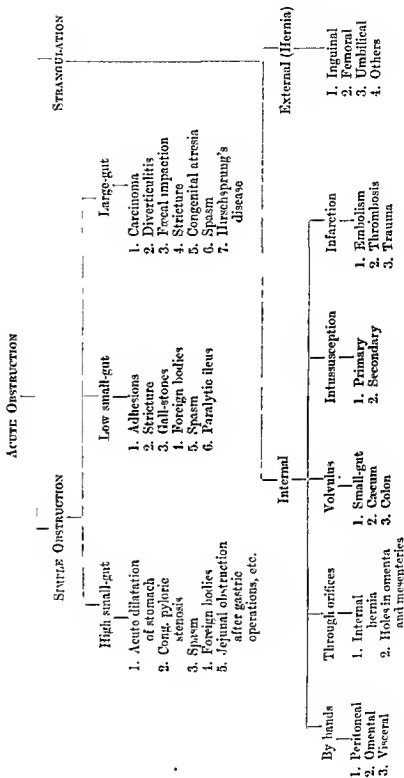 ACUTE OBSTRUCTION
SIMPLE OBSTRUCTION
STRANGULATION
High small-gut
1. Acute dilatation
of stomach
2. Cong. pyloric
stenosis
3. Spasm
4. Foreign bodies
5. Jejunal obstruction
after gastric
operations, etc.
Low small-gut
1. Adhesions
2. Stricture
3. Gall-stones
4. Foreign bodies
5. Spasm
6. Paralytic ileus
Large-gut
1. Carcinoma
2. Diverticulitis
3. Fæcal impaction
4. Stricture
5. Congenital atresia
6. Spasm
7. Hirschsprung's
disease
Internal
External (Hernia)
1. Inguinal
2. Femoral
3. Umbilical
4. Others
By bands
1. Peritoneal
2. Omental
3. Visceral
Through orifices
1. Internal
hernia
2. Holes in omenta
and mesenteries
Volvulus
1. Small-gut
2. Cæcum
3. Colon
Intussusception
1. Primary
2. Secondary
Infarction
1. Embolism
2. Thrombosis
3. Trauma